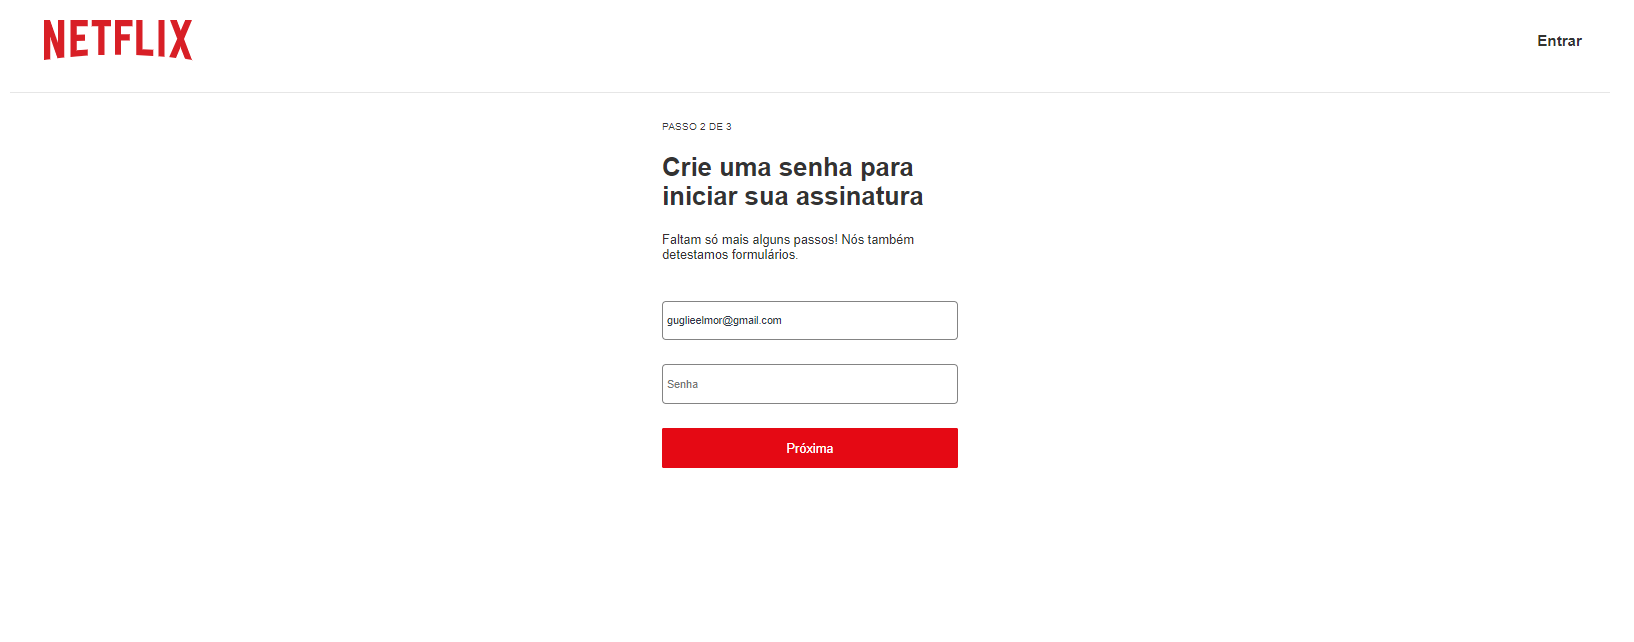 NETFLIX
Entrar
PASSO 2 DE 3
Crie uma senha para
iniciar sua assinatura
Faltam só mais alguns passos! Nós também
detestamos formulários.
guglieelmor@gmail.com
Senha
Próxima